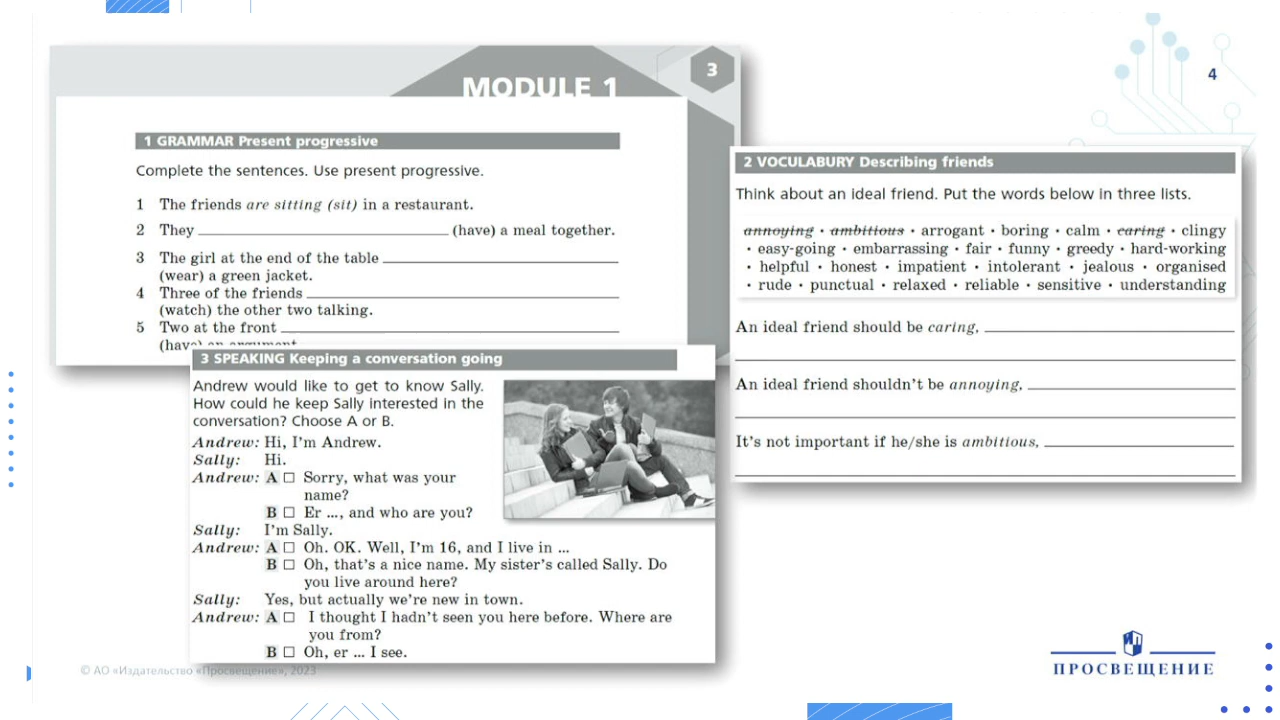 4
MODULE 1
3
1 GRAMMAR Present progressive
Complete the sentences. Use present progressive.
1 The friends are sitting (sit) in a restaurant.
2 They ______ (have) a meal together.
3 The girl at the end of the table ______
(wear) a green jacket.
4 Three of the friends ______
(watch) the other two talking.
5 Two at the front ______
(have) an argument
2 VOCULABURY Describing friends
Think about an ideal friend. Put the words below in three lists.
annoying • ambitious • arrogant • boring • calm • caring • clingy
• easy-going • embarrassing • fair • funny • greedy • hard-working
• helpful • honest • impatient • intolerant • jealous • organised
• rude • punctual • relaxed • reliable • sensitive • understanding
An ideal friend should be caring, ______
An ideal friend shouldn't be annoying, ______
It's not important if he/she is ambitious, ______
3 SPEAKING Keeping a conversation going
Andrew would like to get to know Sally.
How could he keep Sally interested in the
conversation? Choose A or B.
Andrew: Hi, I'm Andrew.
Sally: Hi.
Andrew: A □ Sorry, what was your
name?
B □ Er ..., and who are you?
Sally: I'm Sally.
Andrew: A □ Oh. OK. Well, I'm 16, and I live in ...
B □ Oh, that's a nice name. My sister's called Sally. Do
you live around here?
Sally: Yes, but actually we're new in town.
Andrew: A □ I thought I hadn't seen you here before. Where are
you from?
B □ Oh, er ... I see.
© АО «Издательство «Просвещение», 2023
ПРОСВЕЩЕНИЕ